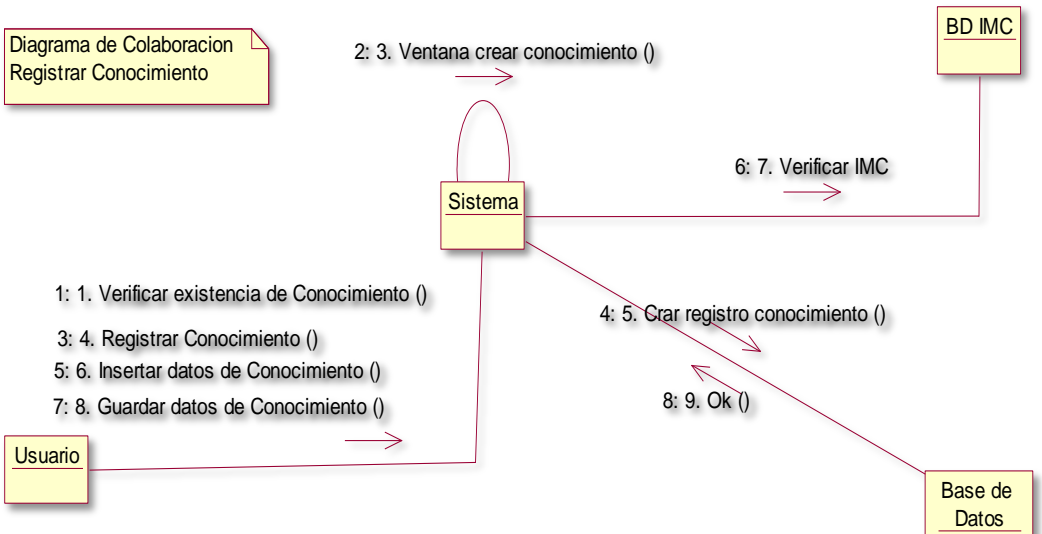 Diagrama de Colaboracion
Registrar Conocimiento
2: 3. Ventana crear conocimiento ()
BD IMC
6: 7. Verificar IMC
Sistema
1: 1. Verificar existencia de Conocimiento ()
3: 4. Registrar Conocimiento ()
5: 6. Insertar datos de Conocimiento ()
7: 8. Guardar datos de Conocimiento ()
4: 5. Crar registro conocimiento ()
8: 9. Ok ()
Usuario
Base de
Datos